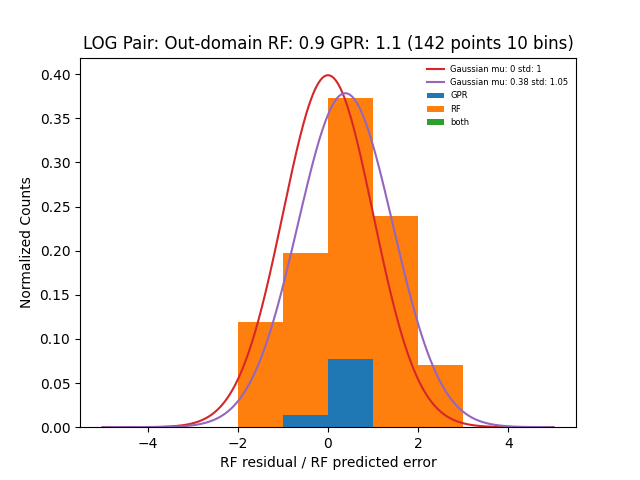 LOG Pair: Out-domain RF: 0.9 GPR: 1.1 (142 points 10 bins)
Gaussian mu: 0 std: 1
Gaussian mu: 0.38 std: 1.05
GPR
RF
both
Normalized Counts
0.40
0.35
0.30
0.25
0.20
0.15
0.10
0.05
0.00
−4
−2
0
2
4
RF residual / RF predicted error